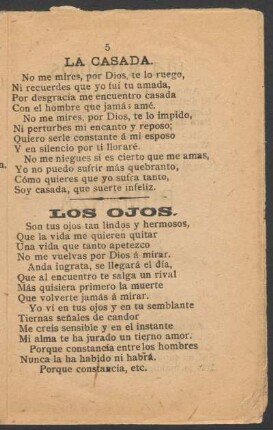 5
LA CASADA.
No me mires, por Dios, te lo ruego,
Ni recuerdes que yo fuí tu amada,
Por desgracia me encuentro casada
Con el hombre que jamás amé.
No me mires, por Dios, te lo impido,
Ni perturbes mi encanto y reposo;
Quiero serle constante á mi esposo
Y en silencio por tí lloraré.
No me niegues si es cierto que me amas,
Yo no puedo sufrir más quebranto,
Cómo quieres que yo sufra tanto,
Soy casada, que suerte infeliz.
LOS OJOS.
Son tus ojos tan lindos y hermosos,
Que la vida me quieren quitar
Una vida que tanto apetezco
No me vuelvas por Dios á mirar.
Anda ingrata, se llegará el día,
Que al encuentro te salga un rival
Más quisiera primero la muerte
Que volverte jamás á mirar.
Yo ví en tus ojos y en tu semblante
Tiernas señales de candor
Me creis sensible y en el instante
Mi alma te ha jurado un tierno amor.
Porque constancia entre los hombres
Nunca la ha habido ni habrá.
Porque constancia, etc.